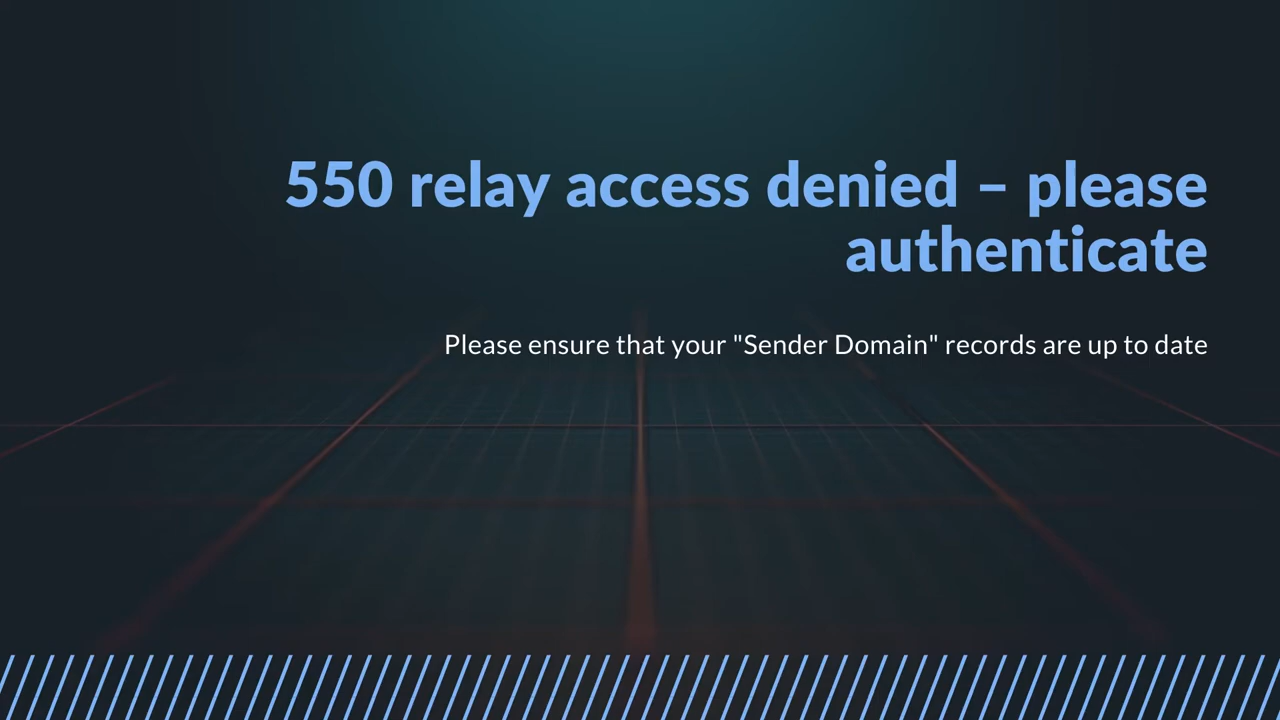 550 relay access denied – please
authenticate
Please ensure that your "Sender Domain" records are up to date